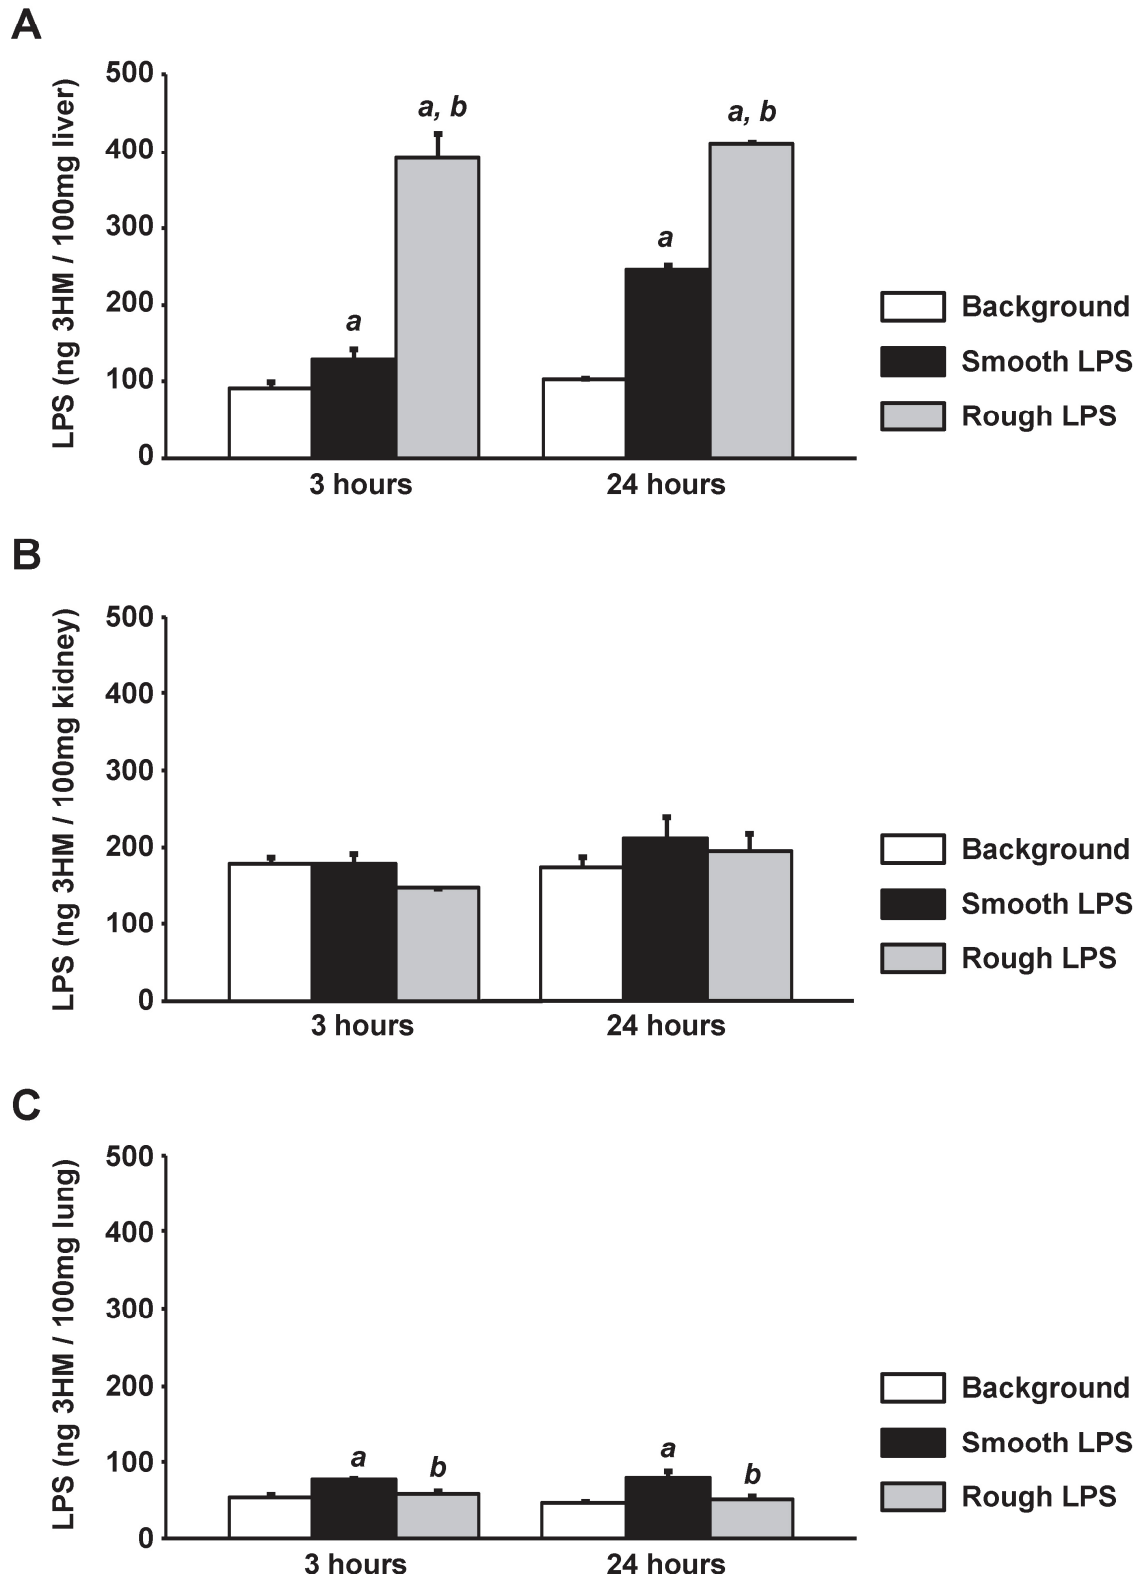 A
LPS (ng 3HM / 100mg liver)
500
400
300
200
100
0
a
a, b
a
a, b
3 hours
24 hours
Background
Smooth LPS
Rough LPS
B
LPS (ng 3HM / 100mg kidney)
500
400
300
200
100
0
3 hours
24 hours
Background
Smooth LPS
Rough LPS
C
LPS (ng 3HM / 100mg lung)
500
400
300
200
100
0
a
b
a
b
3 hours
24 hours
Background
Smooth LPS
Rough LPS